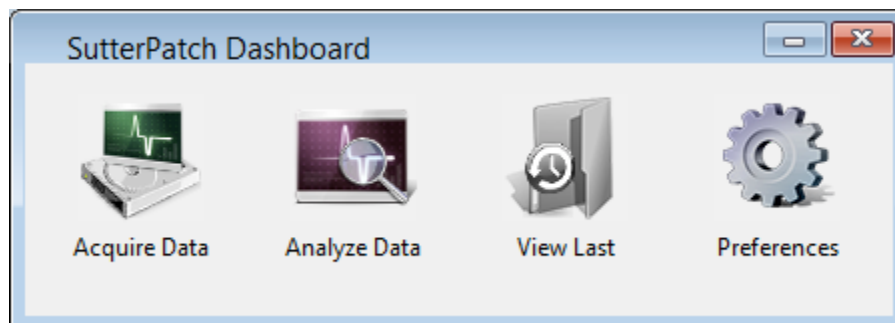 SutterPatch Dashboard
Acquire Data
Analyze Data
View Last
Preferences